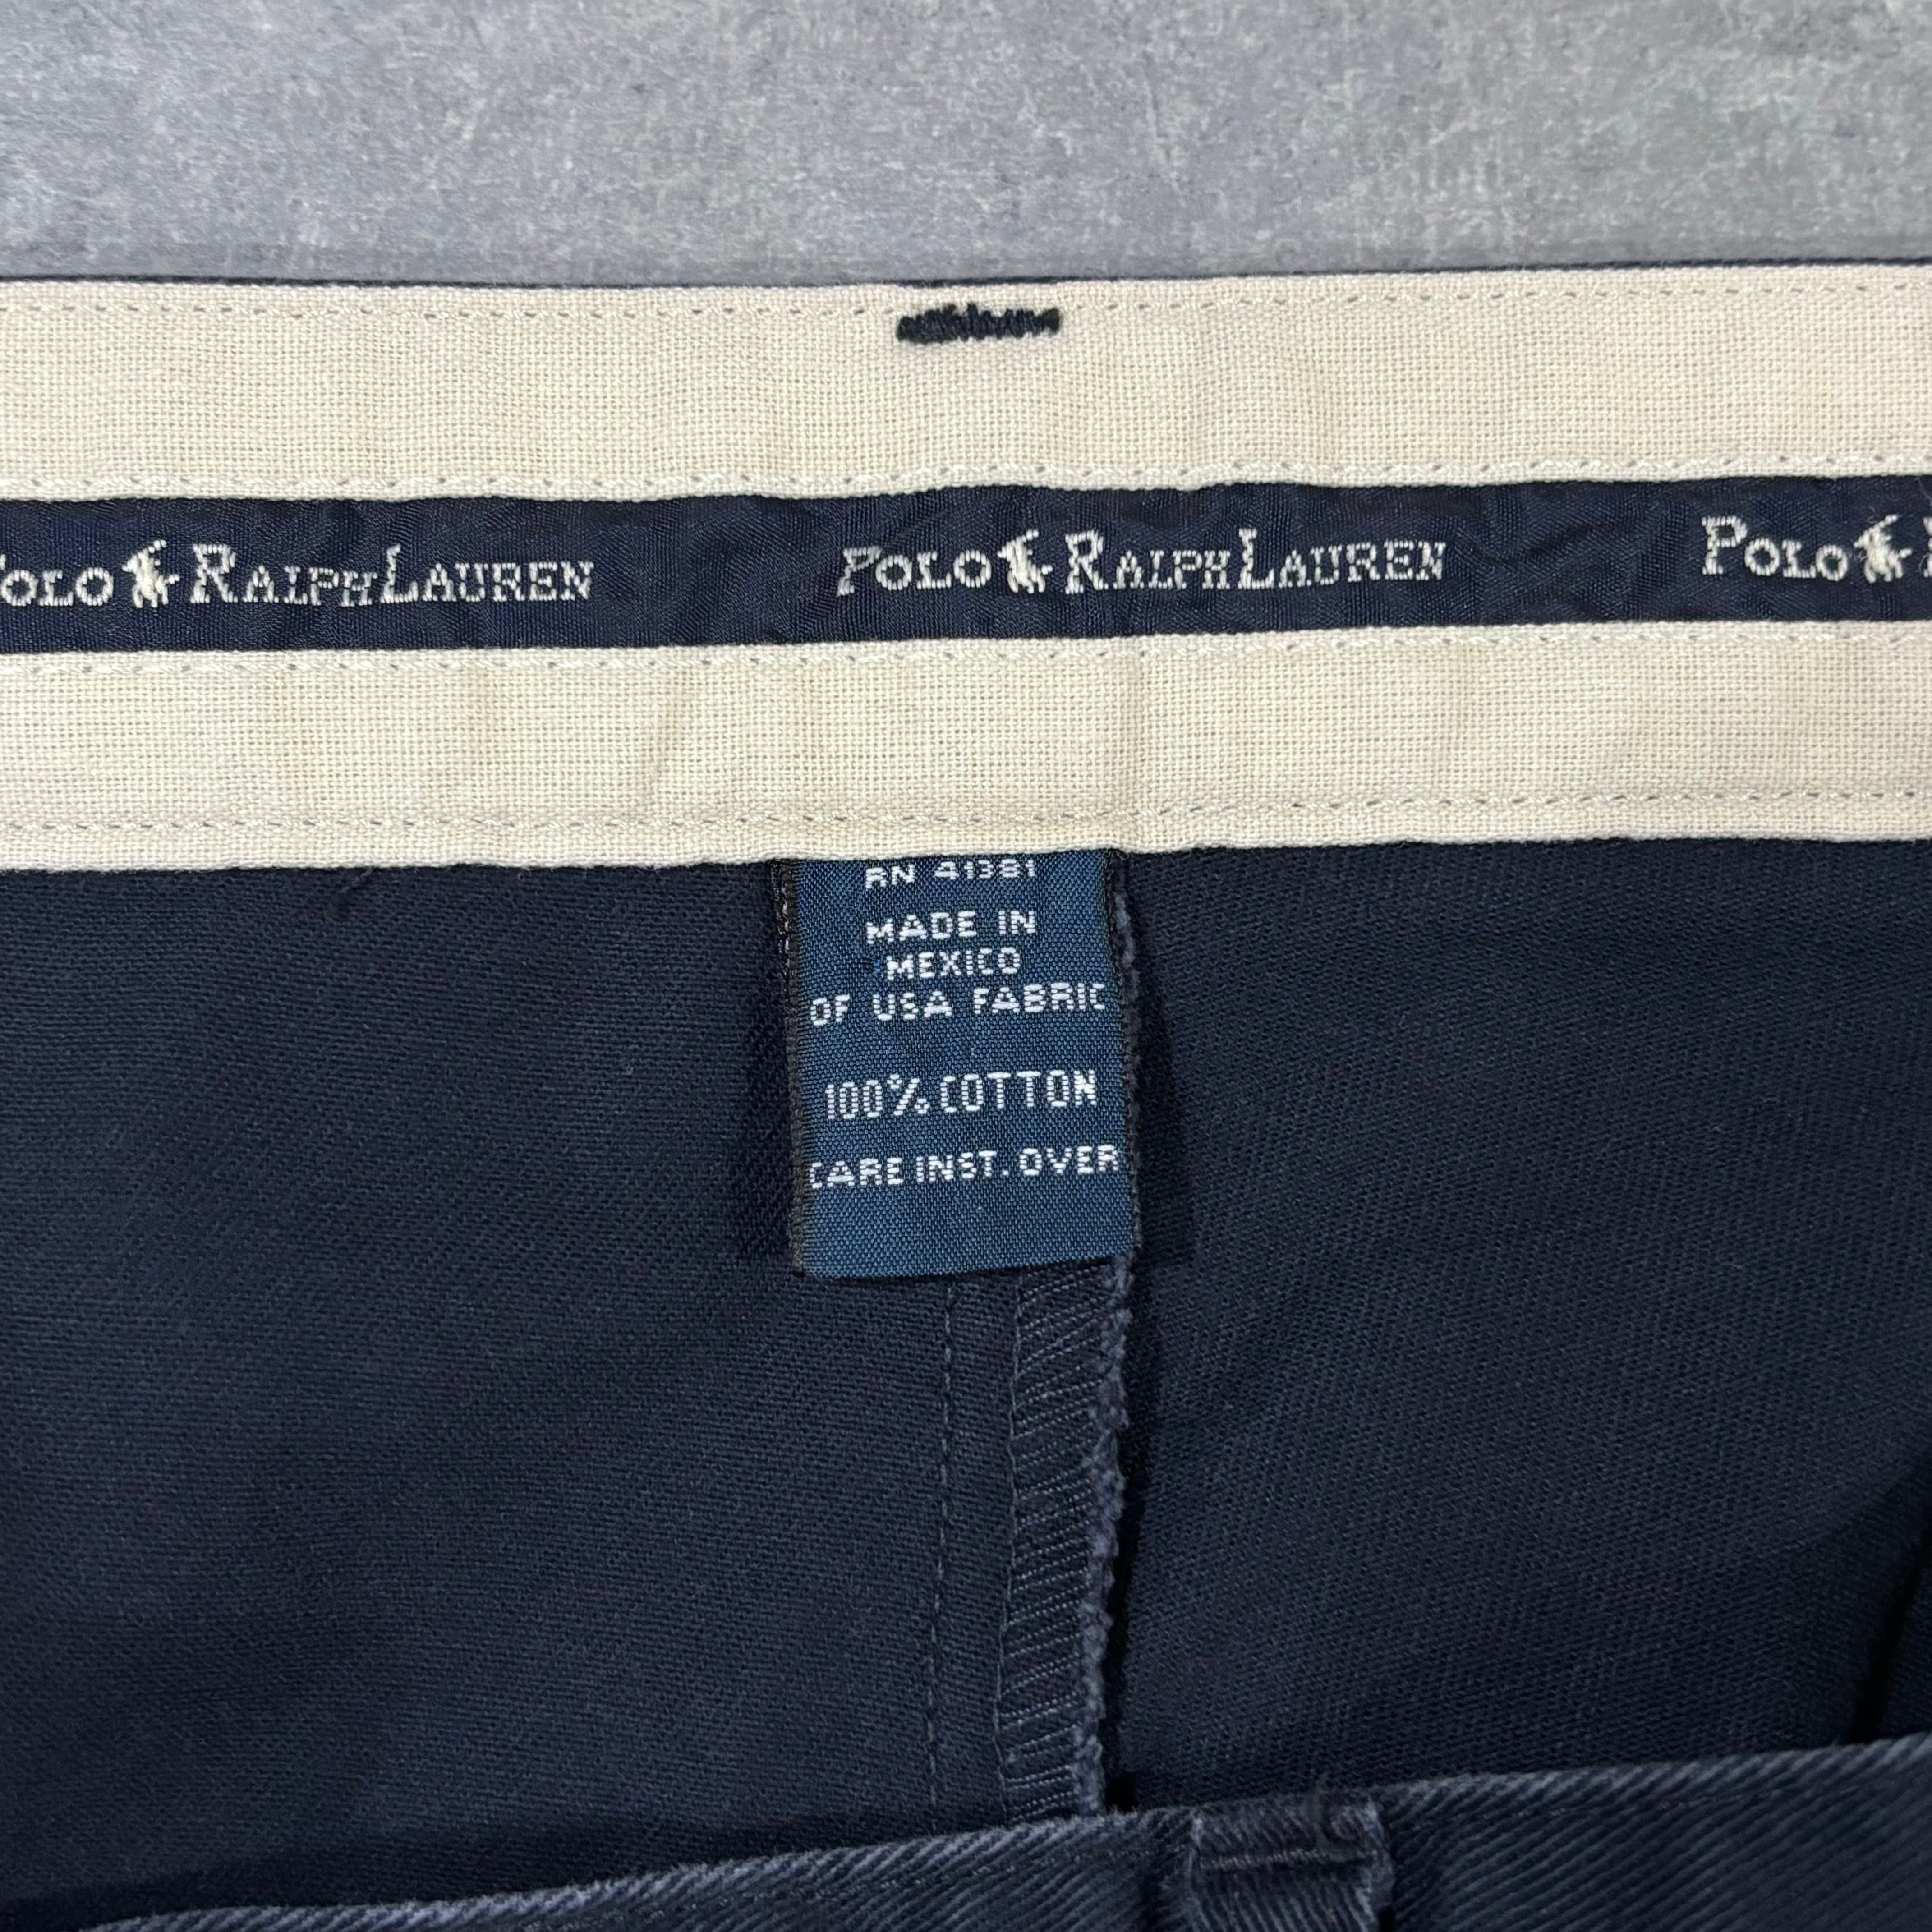 POLO RALPH LAUREN POLO RALPH LAUREN POLO
RN 41381
MADE IN
MEXICO
OF USA FABRIC
100% COTTON
CARE INST. OVER